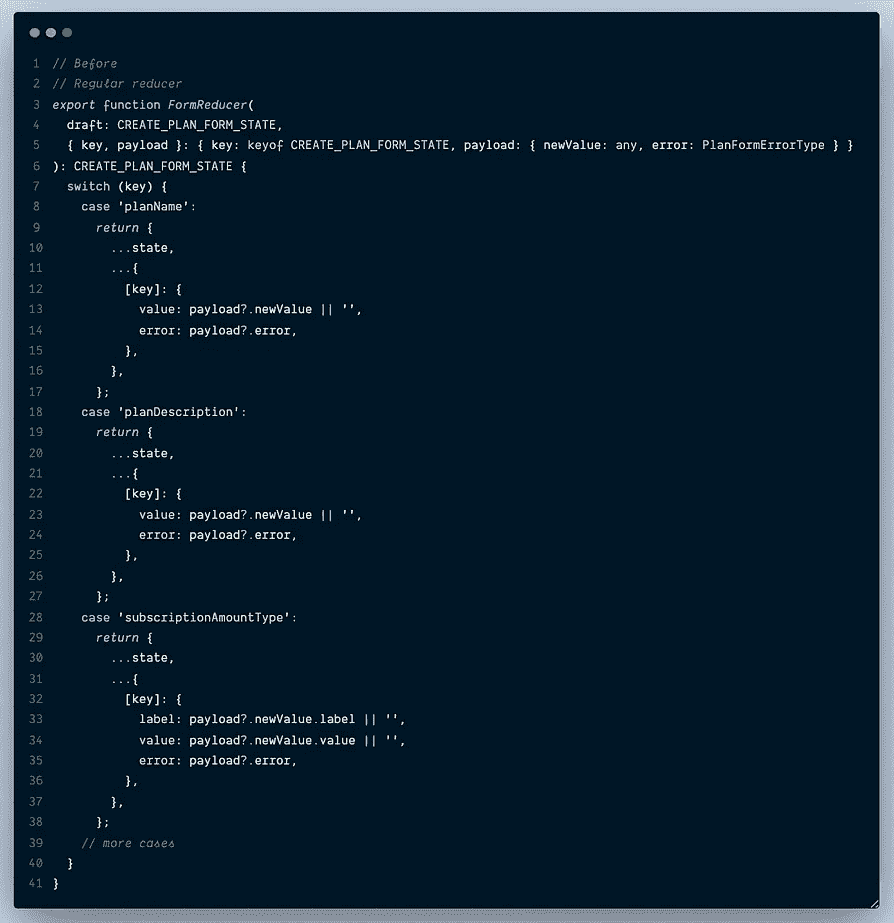 1 // Before
2 // Regular reducer
3 export function FormReducer(
4   draft: CREATE_PLAN_FORM_STATE,
5   { key, payload }: { key: keyof CREATE_PLAN_FORM_STATE, payload: { newValue: any, error: PlanFormErrorType } }
6 ): CREATE_PLAN_FORM_STATE {
7   switch (key) {
8     case 'planName':
9       return {
10         ...state,
11         ...{
12           [key]: {
13             value: payload?.newValue || '',
14             error: payload?.error,
15           },
16         },
17       };
18     case 'planDescription':
19       return {
20         ...state,
21         ...{
22           [key]: {
23             value: payload?.newValue || '',
24             error: payload?.error,
25           },
26         },
27       };
28     case 'subscriptionAmountType':
29       return {
30         ...state,
31         ...{
32           [key]: {
33             label: payload?.newValue.label || '',
34             value: payload?.newValue.value || '',
35             error: payload?.error,
36           },
37         },
38       };
39     // more cases
40   }
41 }